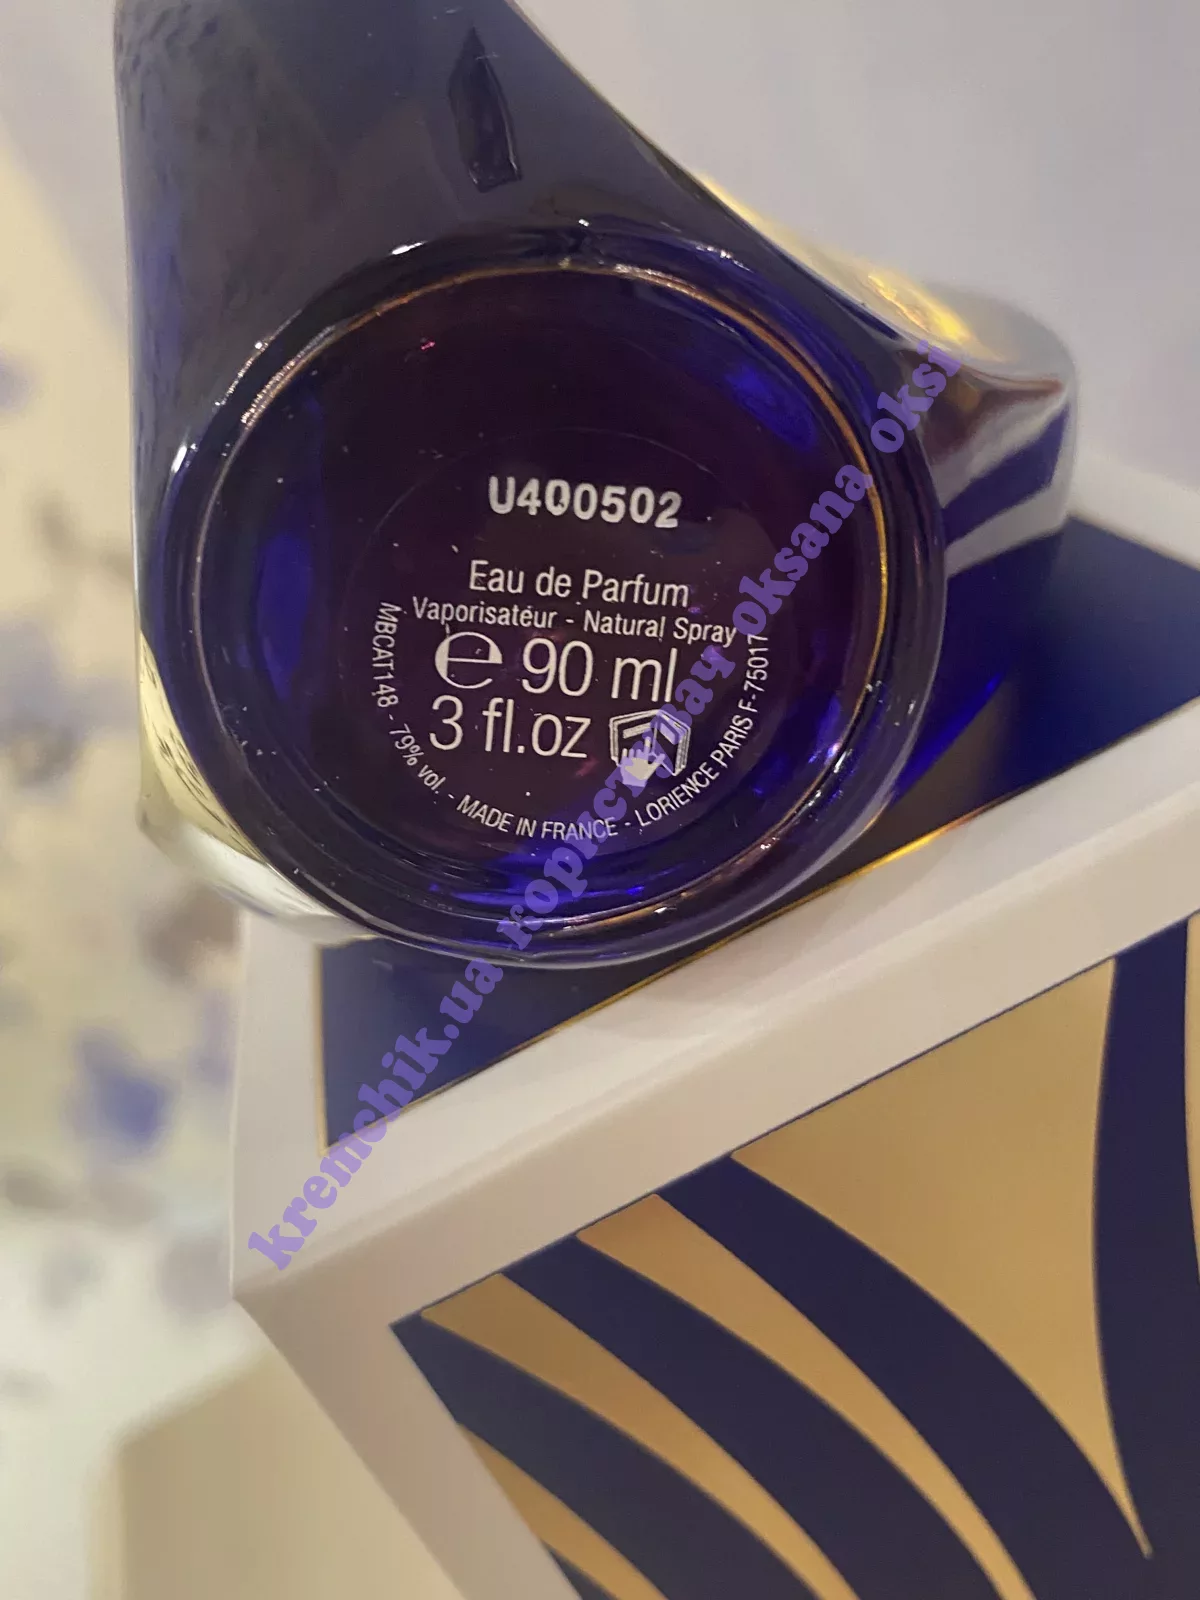 U400502
Eau de Parfum
Vaporisateur - Natural Spray
e 90 ml
3 fl.oz
MBCAT148 - 79% vol. - MADE IN FRANCE - LORIENCE PARIS F-75017
kremchik.ua користувач oksana oksi